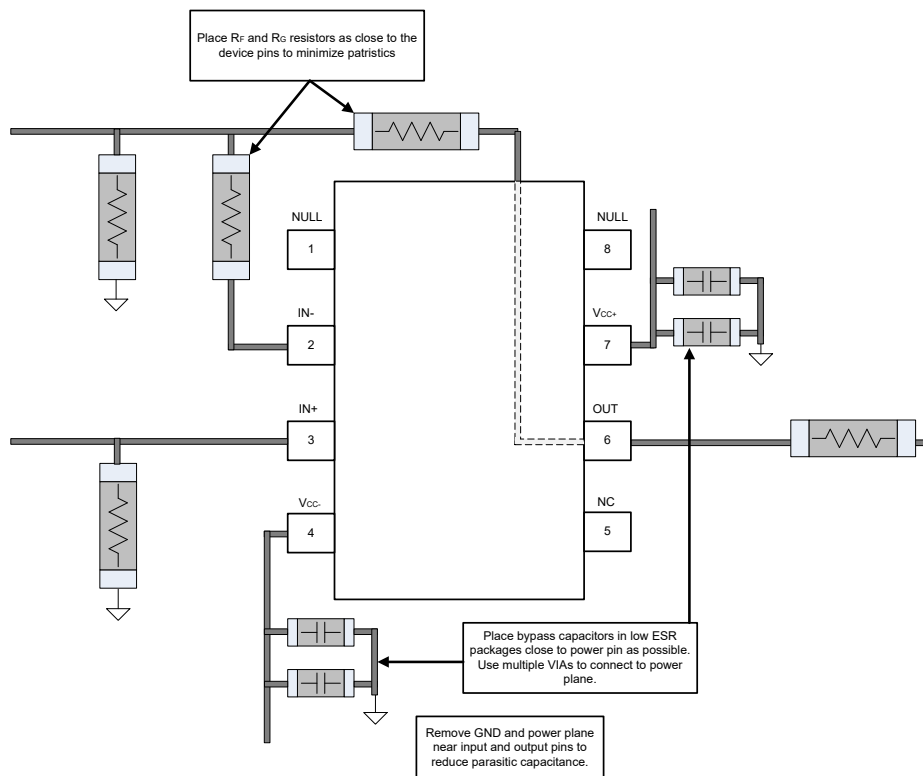 Place RF and RG resistors as close to the
device pins to minimize patristics
NULL
1
NULL
8
IN-
2
VCC+
7
IN+
3
OUT
6
VCC-
4
NC
5
Place bypass capacitors in low ESR
packages close to power pin as possible.
Use multiple VIAs to connect to power
plane.
Remove GND and power plane
near input and output pins to
reduce parasitic capacitance.